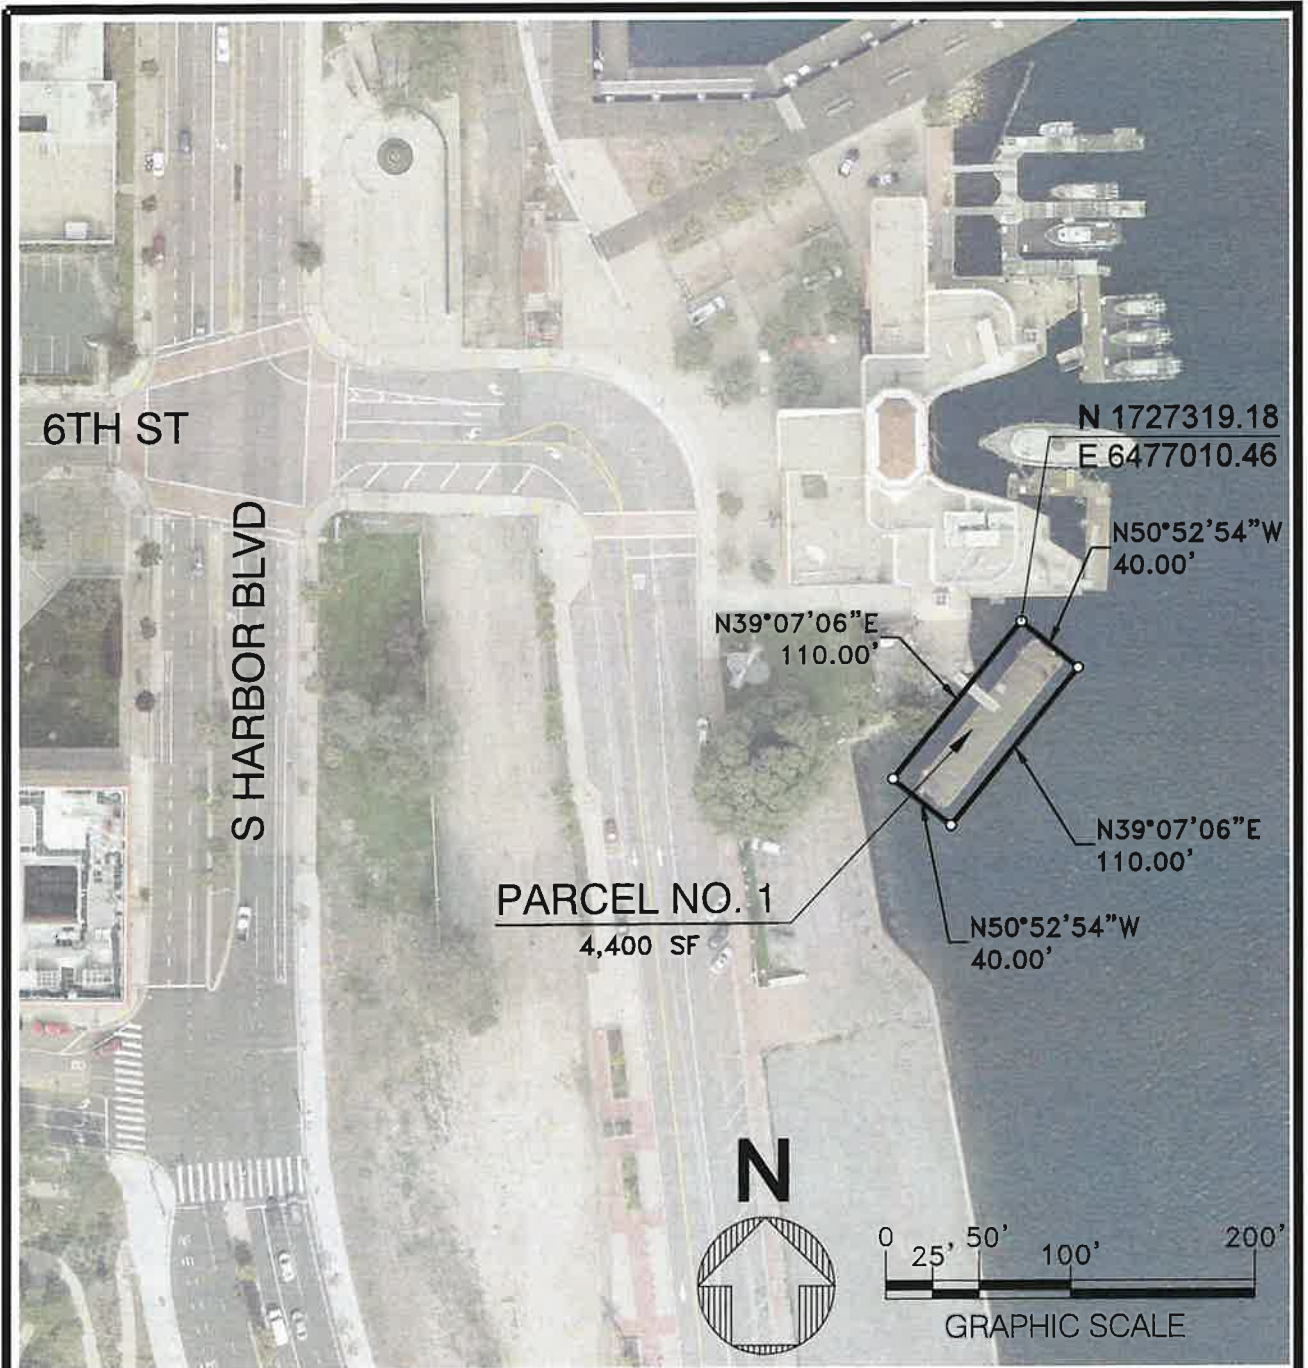 6TH ST
S HARBOR BLVD
N 1727319.18
E 6477010.46
N50°52'54"W
40.00'
N39°07'06"E
110.00'
N39°07'06"E
110.00'
PARCEL NO. 1
4,400 SF
N50°52'54"W
40.00'
N
0 25' 50' 100' 200'
GRAPHIC SCALE